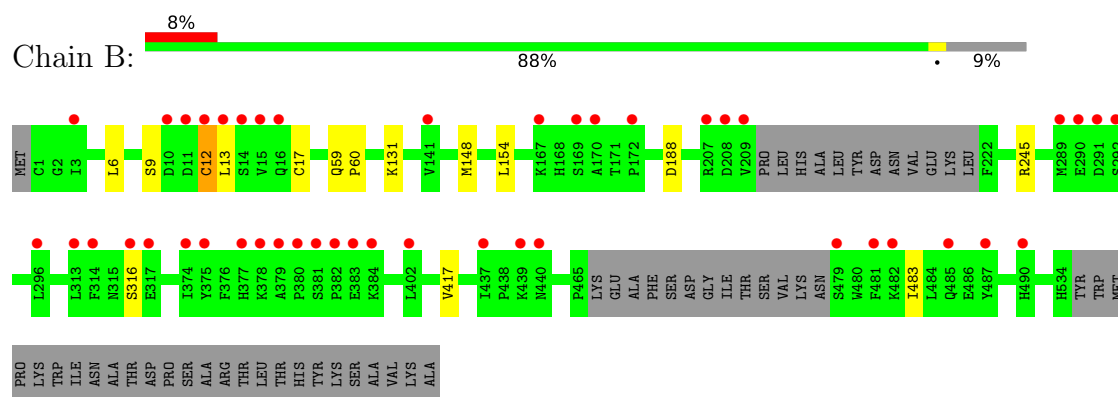 8%
Chain B:
88% • 9%
MET C1 G2 I3 L6 S9 D10 D11 C12 L13 S14 V15 Q16 C17 Q59 P60 K131 V141 M148 L154 K167 H168 S169 A170 T171 P172 D188 R207 D208 V209 PRO LEU HIS ALA LEU TYR ASP ASN VAL GLU LYS LEU F222 R245 M289 E290 D291 S292
L296 L313 F314 N315 S316 E317 I374 Y375 F376 H377 K378 A379 P380 S381 P382 E383 K384 L402 V417 I437 P438 K439 N440 P465 LYS GLU ALA PHE SER ASP GLY ILE THR SER VAL LYS ASN S479 W480 F481 K482 I483 L484 Q485 E486 Y487 H490 H534 TYR TRP MET
PRO LYS TRP ILE ASN ALA THR ASP PRO SER ALA ARG THR LEU THR HIS TYR LYS SER ALA VAL LYS ALA